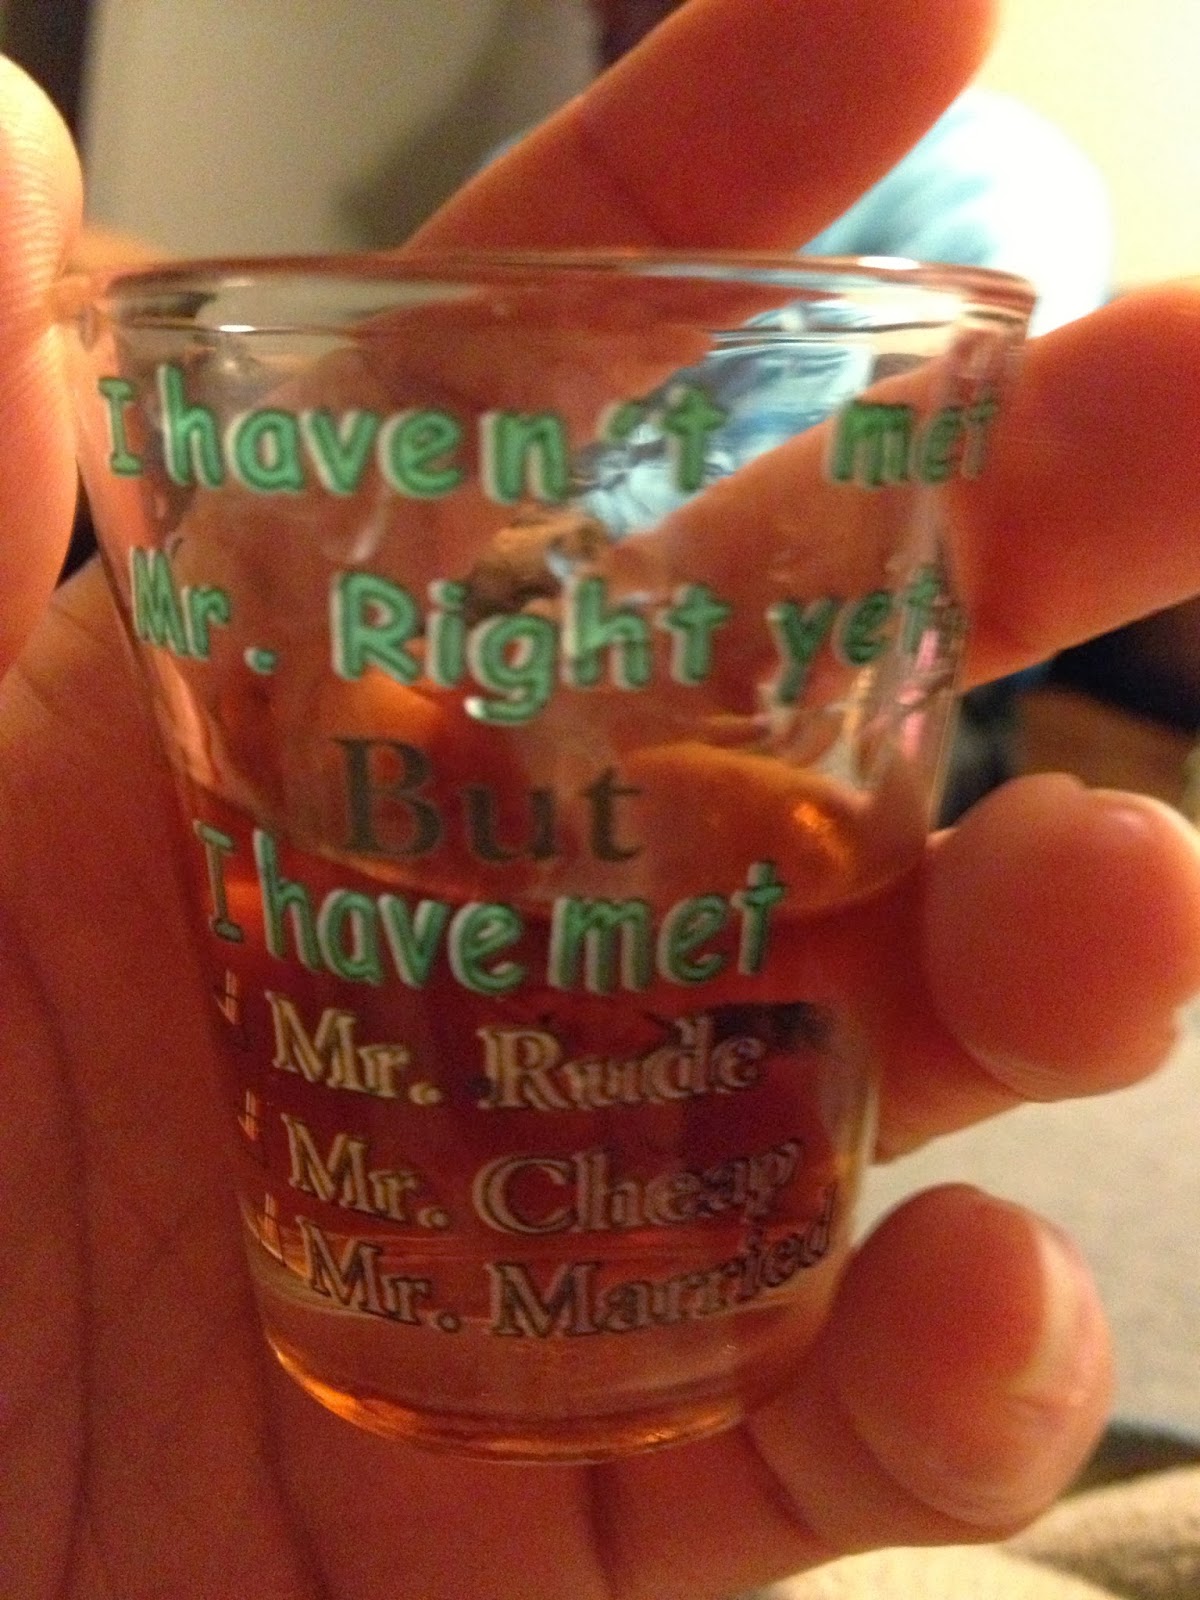 I haven't met
Mr. Right yet
But
I have met
Mr. Rude
Mr. Cheap
Mr. Married